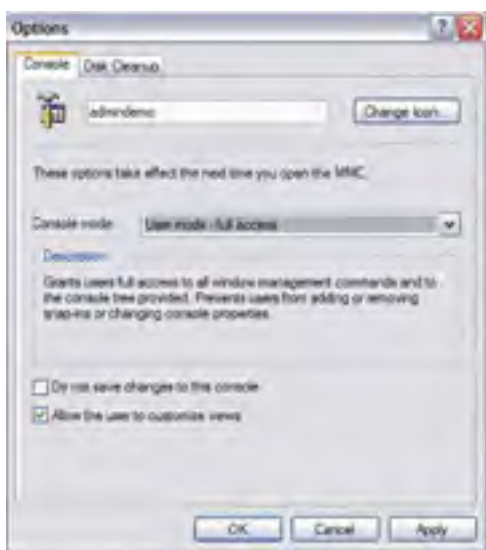 Options
Console Disk Cleanup
admindemo
Change Icon...
These options take effect the next time you open the MMC.
Console mode: User mode - full access
Description
Grants users full access to all window management commands and to
the console tree provided. Prevents users from adding or removing
snap-ins or changing console properties.
Do not save changes to this console
Allow the user to customize views
OK Cancel Apply